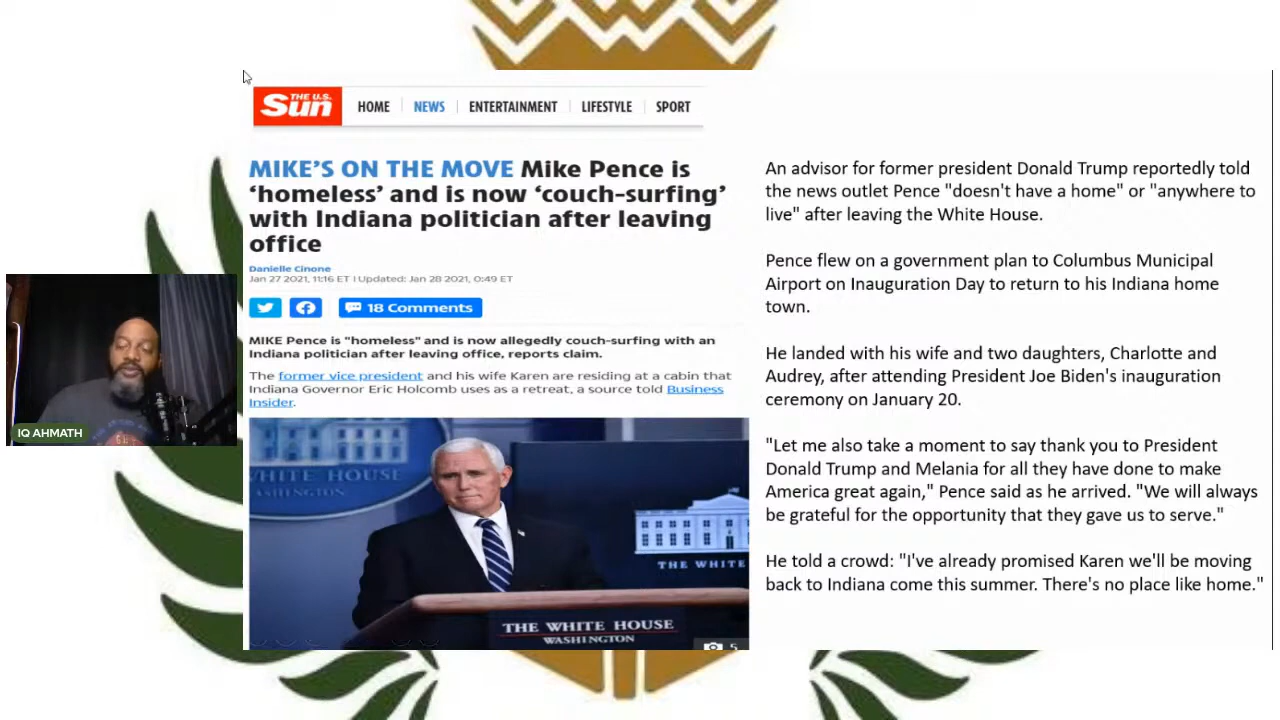 THE U.S.
Sun
HOME
NEWS
ENTERTAINMENT
LIFESTYLE
SPORT
MIKE'S ON THE MOVE Mike Pence is
'homeless' and is now 'couch-surfing'
with Indiana politician after leaving
office
Danielle Cinone
Jan 27 2021, 11:16 ET | Updated: Jan 28 2021, 0:49 ET
18 Comments
MIKE Pence is "homeless" and is now allegedly couch-surfing with an
Indiana politician after leaving office, reports claim.
The former vice president and his wife Karen are residing at a cabin that
Indiana Governor Eric Holcomb uses as a retreat, a source told Business
Insider.
WHITE HOUSE
WASHINGTON
THE WHITE
THE WHITE HOUSE
WASHINGTON
5
An advisor for former president Donald Trump reportedly told
the news outlet Pence "doesn't have a home" or "anywhere to
live" after leaving the White House.
Pence flew on a government plan to Columbus Municipal
Airport on Inauguration Day to return to his Indiana home
town.
He landed with his wife and two daughters, Charlotte and
Audrey, after attending President Joe Biden's inauguration
ceremony on January 20.
"Let me also take a moment to say thank you to President
Donald Trump and Melania for all they have done to make
America great again," Pence said as he arrived. "We will always
be grateful for the opportunity that they gave us to serve."
He told a crowd: "I've already promised Karen we'll be moving
back to Indiana come this summer. There's no place like home."
IQ AHMATH